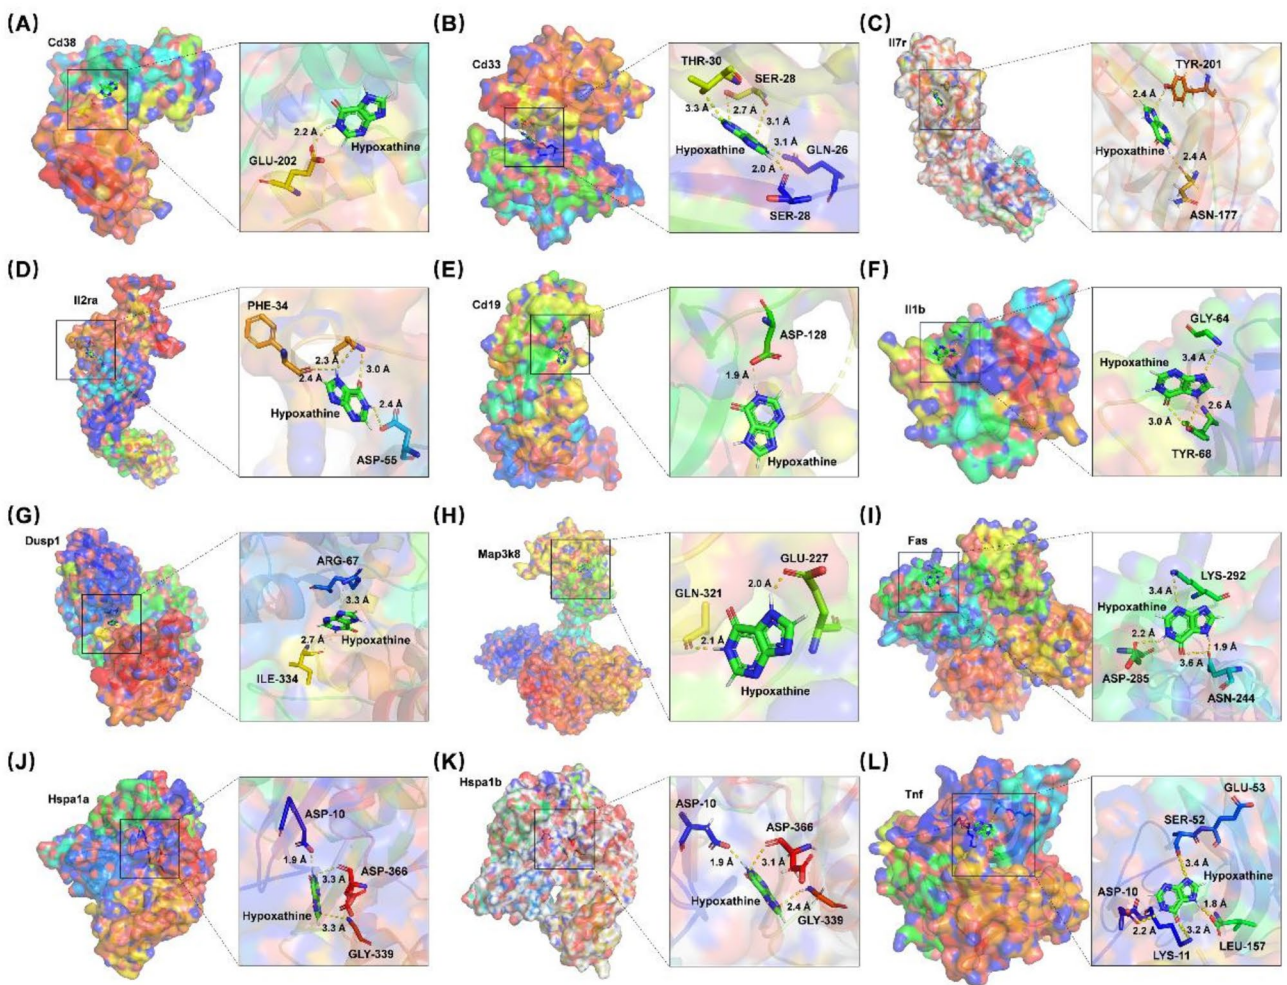 (A)
Cd38
2.2 Å
Hypoxathine
GLU-202
(B)
Cd33
THR-30
SER-28
3.3 Å
2.7 Å
3.1 Å
Hypoxathine
3.1 Å
GLN-26
2.0 Å
SER-28
(C)
Il7r
TYR-201
2.4 Å
Hypoxathine
2.4 Å
ASN-177
(D)
Il2ra
PHE-34
2.3 Å
2.4 Å
3.0 Å
Hypoxathine
2.4 Å
ASP-55
(E)
Cd19
ASP-128
1.9 Å
Hypoxathine
(F)
Il1b
GLY-64
Hypoxathine
3.4 Å
2.6 Å
3.0 Å
TYR-68
(G)
Dusp1
ARG-67
3.3 Å
2.7 Å
Hypoxathine
ILE-334
(H)
Map3k8
GLU-227
2.0 Å
GLN-321
2.1 Å
Hypoxathine
(I)
Fas
LYS-292
3.4 Å
Hypoxathine
2.2 Å
1.9 Å
3.6 Å
ASP-285
ASN-244
(J)
Hspa1a
ASP-10
1.9 Å
ASP-366
3.3 Å
Hypoxathine
3.3 Å
GLY-339
(K)
Hspa1b
ASP-10
ASP-366
1.9 Å
3.1 Å
Hypoxathine
2.4 Å
GLY-339
(L)
Tnf
GLU-53
SER-52
3.4 Å
Hypoxathine
ASP-10
1.8 Å
2.2 Å
3.2 Å
LEU-157
LYS-11